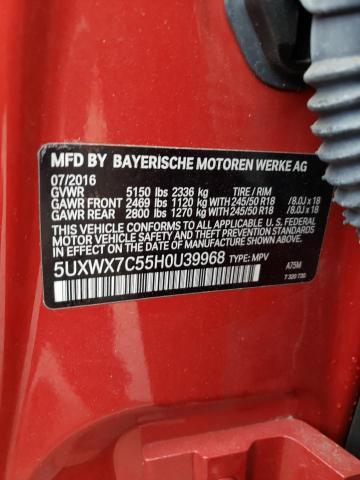 MFD BY BAYERISCHE MOTOREN WERKE AG
07/2016
GVWR 5150 lbs 2336 kg TIRE / RIM
GAWR FRONT 2469 lbs 1120 kg WITH 245/50 R18 /8.0J x 18
GAWR REAR 2800 lbs 1270 kg WITH 245/50 R18 /8.0J x 18
THIS VEHICLE CONFORMS TO ALL APPLICABLE U.S. FEDERAL
MOTOR VEHICLE SAFETY STANDARDS IN EFFECT ON THE DATE OF
MANUFACTURE SHOWN ABOVE.
5UXWX7C55H0U39968 TYPE: MPV
A75M
7 320 720